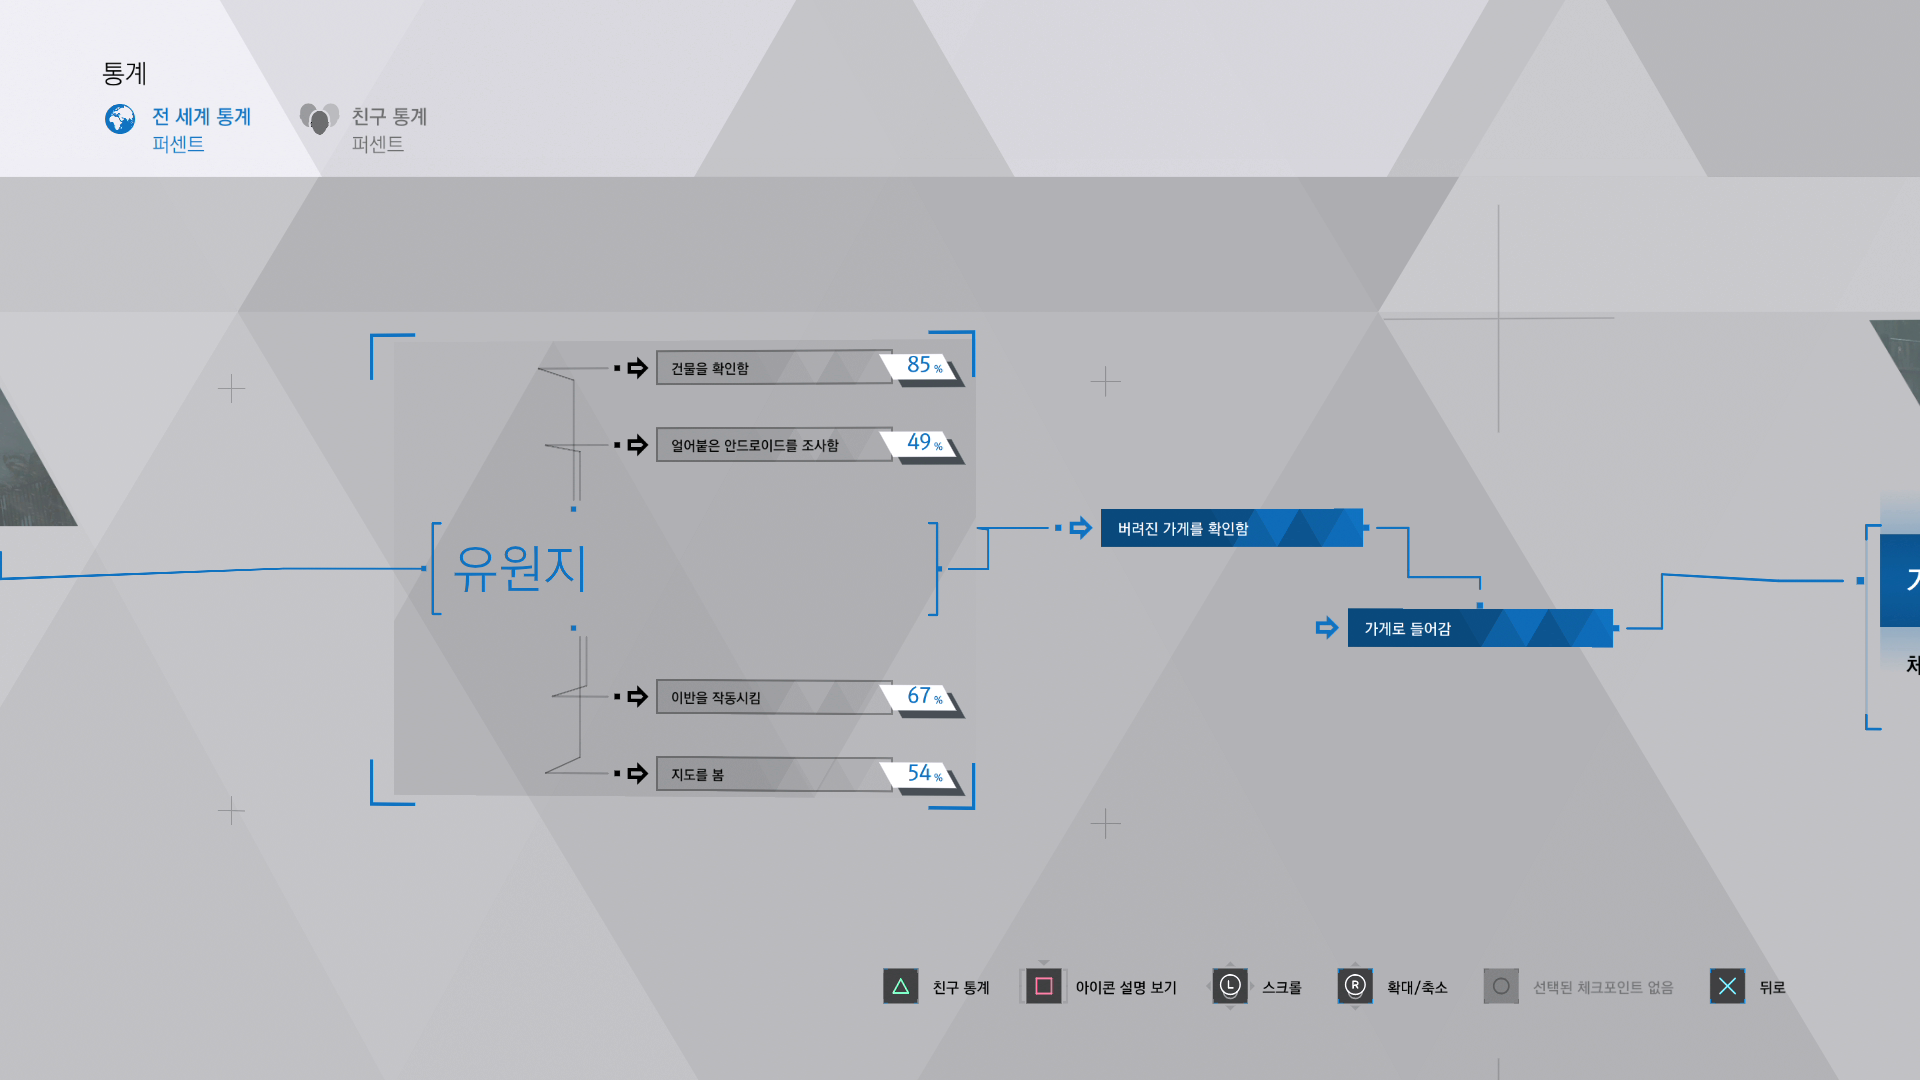 통계
전 세계 통계
퍼센트
친구 통계
퍼센트
건물을 확인함
85 %
얼어붙은 안드로이드를 조사함
49 %
유원지
버려진 가게를 확인함
가게로 들어감
이반을 작동시킴
67 %
지도를 봄
54 %
친구 통계
아이콘 설명 보기
L
스크롤
R
확대/축소
선택된 체크포인트 없음
뒤로